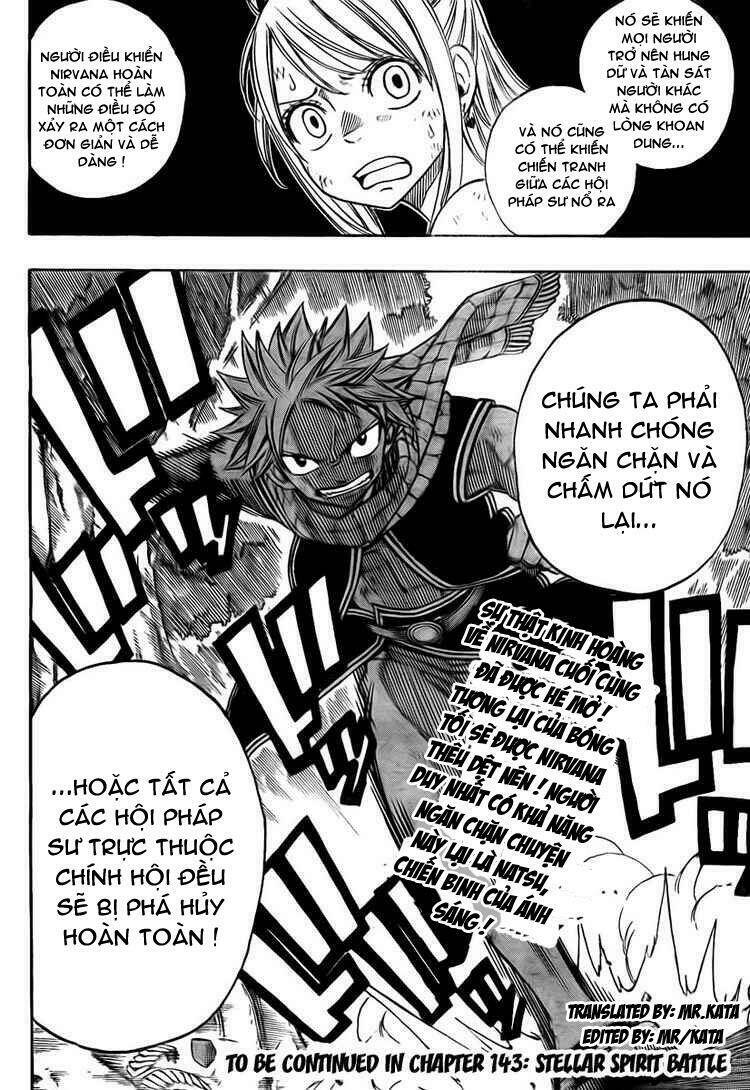 NÓ SẼ KHIẾN
MỌI NGƯỜI
TRỞ NÊN HUNG
DỮ VÀ TÀN SÁT
NGƯỜI KHÁC
MÀ KHÔNG CÓ
LÒNG KHOAN
DUNG...
VÀ NÓ CŨNG
CÓ THỂ KHIẾN
CHIẾN TRANH
GIỮA CÁC HỘI
PHÁP SƯ NỔ RA
NGƯỜI ĐIỀU KHIỂN
NIRVANA HOÀN
TOÀN CÓ THỂ LÀM
NHỮNG ĐIỀU ĐÓ
XẢY RA MỘT CÁCH
ĐƠN GIẢN VÀ DỄ
DÀNG !
CHÚNG TA PHẢI
NHANH CHÓNG
NGĂN CHẶN VÀ
CHẤM DỨT NÓ
LẠI...
...HOẶC TẤT CẢ
CÁC HỘI PHÁP
SƯ TRỰC THUỘC
CHÍNH HỘI ĐỀU
SẼ BỊ PHÁ HỦY
HOÀN TOÀN !
SỰ THẬT KINH HOÀNG
VỀ NIRVANA CUỐI CÙNG
ĐÃ ĐƯỢC HÉ MỞ !
TƯƠNG LẠI CỦA BÓNG
TỐI SẼ ĐƯỢC NIRVANA
THÊU DỆT NÊN ! NGƯỜI
DUY NHẤT CÓ KHẢ NĂNG
NGĂN CHẶN CHUYỆN
NÀY LẠI LÀ NATSU,
CHIẾN BINH CỦA ÁNH
SÁNG !
TRANSLATED BY: MR.KATA
EDITED BY: MR/KATA
TO BE CONTINUED IN CHAPTER 143: STELLAR SPIRIT BATTLE